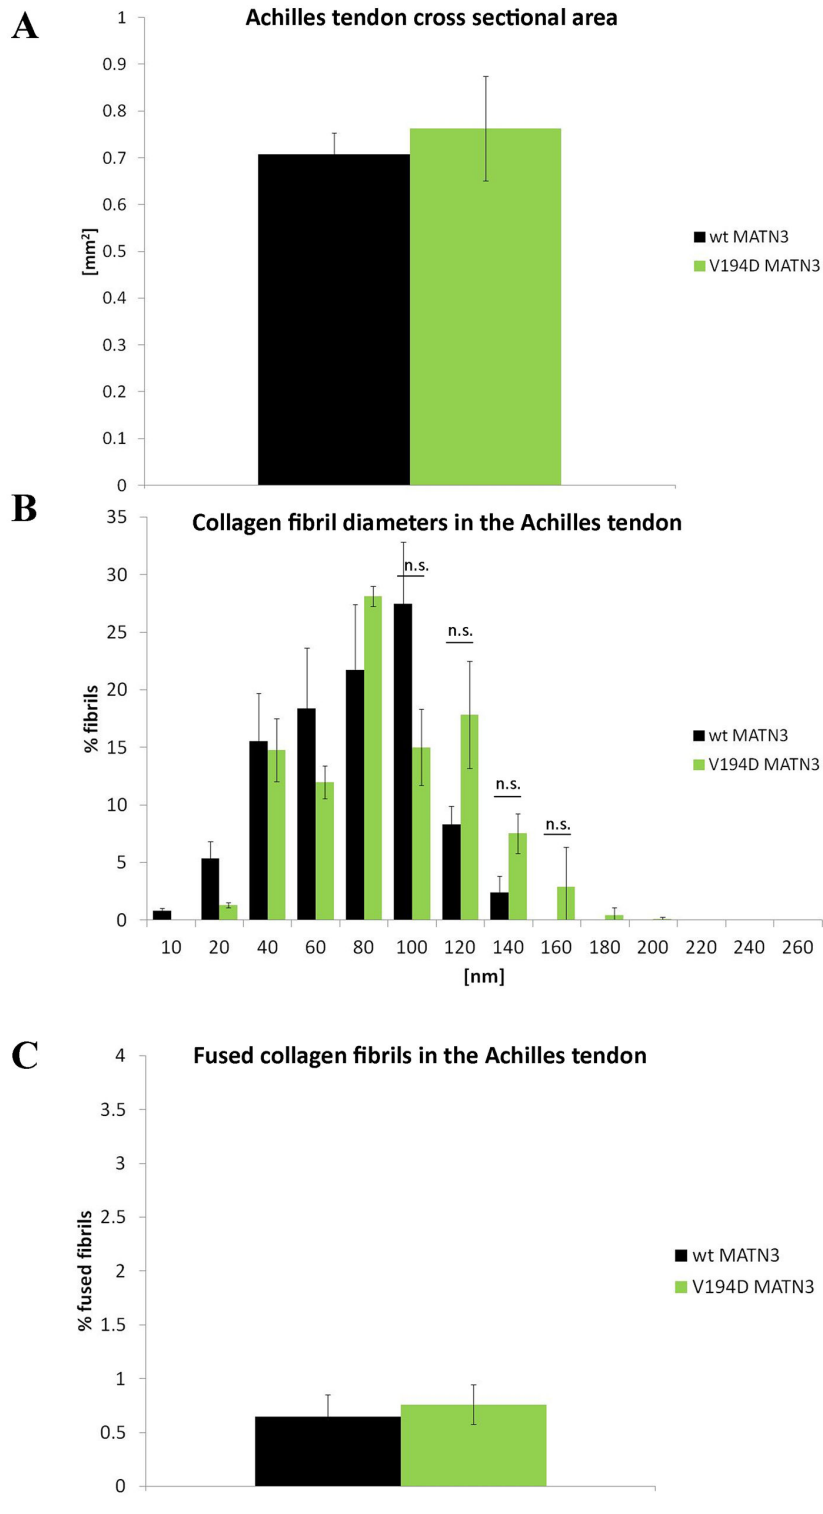 A
Achilles tendon cross sectional area
1
0.9
0.8
0.7
0.6
0.5
0.4
0.3
0.2
0.1
0
[mm²]
wt MATN3
V194D MATN3
B
Collagen fibril diameters in the Achilles tendon
35
30
25
20
15
10
5
0
% fibrils
n.s.
n.s.
n.s.
n.s.
wt MATN3
V194D MATN3
10 20 40 60 80 100 120 140 160 180 200 220 240 260
[nm]
C
Fused collagen fibrils in the Achilles tendon
4
3.5
3
2.5
2
1.5
1
0.5
0
% fused fibrils
wt MATN3
V194D MATN3